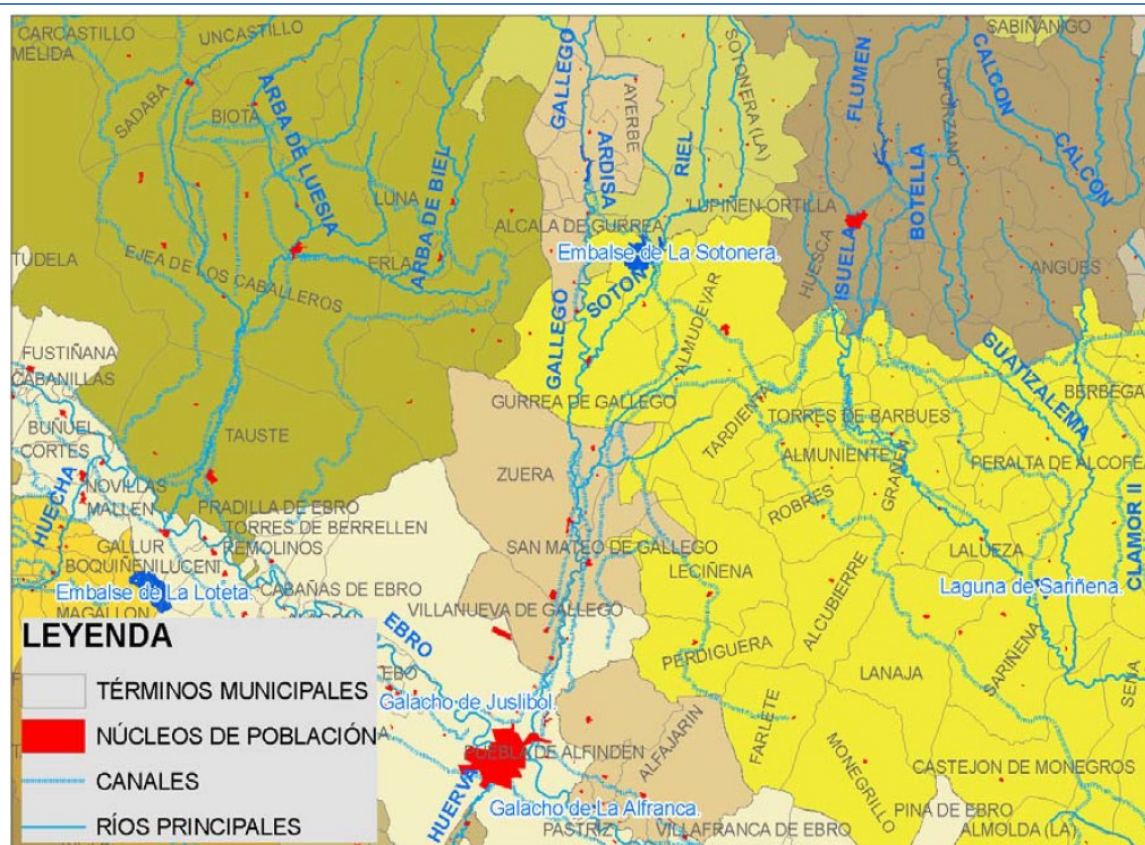 CARCASTILLO
MELIDA
UNCASTILLO
SADABA
BIOTA
ARBA DE LUESIA
LUNA
ARBA DE BIEL
ERLA
EJEA DE LOS CABALLEROS
TUDELA
GALLEGO
ARDISA
AYERBE
RIEL
SOTONERA (LA)
FLUMEN
LOPORZANO
CALCON
SABIÑANIGO
CALCON
BOTELLA
ALCALA DE GURREA
LUPIÑEN-ORTILLA
Embalse de La Sotonera.
HUESCA
ISUELA
ANGÜES
SOTON
ALMUDEVAR
GALLEGO
GUATIZALEMA
FUSTIÑANA
CABANILLAS
BUÑUEL
CORTES
TAUSTE
GURREA DE GALLEGO
TARDIENTA
TORRES DE BARBUES
BERBEGA
HUECHA
NOVILLAS
MALLEN
ZUERA
ALMUNIENTE
GRAÑEN
PERALTA DE ALCOFE
PRADILLA DE EBRO
TORRES DE BERRELLEN
ROBRES
CLAMOR II
GALLUR
REMOLINOS
BOQUIÑENI
LUCENI
SAN MATEO DE GALLEGO
LECIÑENA
LALUEZA
Embalse de La Loteta.
CABAÑAS DE EBRO
Laguna de Sariñena.
MAGALLON
VILLANUEVA DE GALLEGO
ALCUBIERRE
EBRO
PERDIGUERA
LANAJA
SARIÑENA
SENA
Galacho de Juslibol.
PUEBLA DE ALFINDEN
ALFAJARIN
FARLETE
MONEGRILLO
CASTEJON DE MONEGROS
HUERVA
Galacho de La Alfranca.
PINA DE EBRO
PASTRIZ
VILLAFRANCA DE EBRO
ALMOLDA (LA)
LEYENDA
TÉRMINOS MUNICIPALES
NÚCLEOS DE POBLACIÓN
CANALES
RÍOS PRINCIPALES